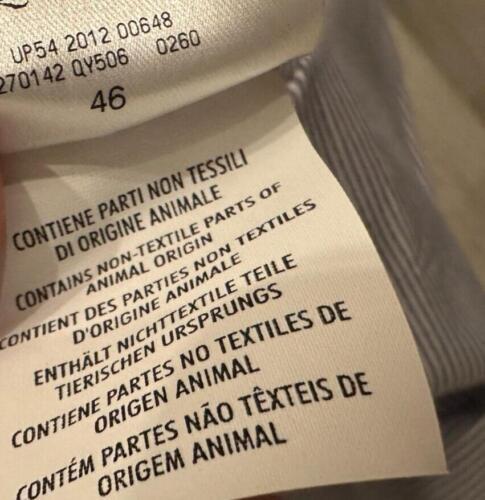 UP54 2012 00648
270142 QY506 0260
46
CONTIENE PARTI NON TESSILI
DI ORIGINE ANIMALE
CONTAINS NON-TEXTILE PARTS OF
ANIMAL ORIGIN
CONTIENT DES PARTIES NON TEXTILES
D'ORIGINE ANIMALE
ENTHÄLT NICHTTEXTILE TEILE
TIERISCHEN URSPRUNGS
CONTIENE PARTES NO TEXTILES DE
ORIGEN ANIMAL
CONTÉM PARTES NÃO TÊXTEIS DE
ORIGEM ANIMAL